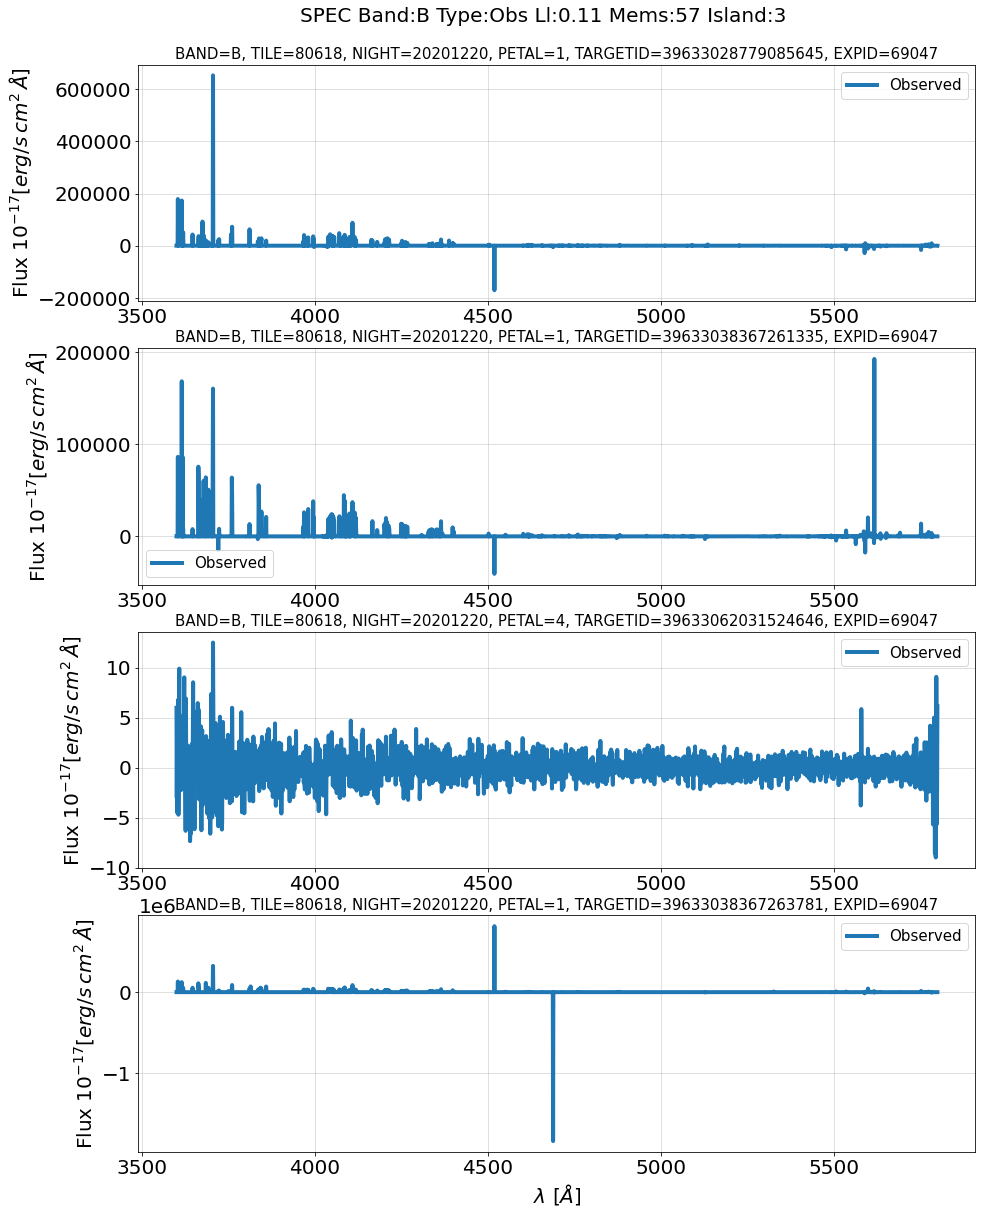 SPEC Band:B Type:Obs Ll:0.11 Mems:57 Island:3
BAND=B, TILE=80618, NIGHT=20201220, PETAL=1, TARGETID=39633028779085645, EXPID=69047
Flux 10⁻¹⁷[erg/s cm² Å]
600000
400000
200000
0
−200000
Observed
3500 4000 4500 5000 5500
BAND=B, TILE=80618, NIGHT=20201220, PETAL=1, TARGETID=39633038367261335, EXPID=69047
Flux 10⁻¹⁷[erg/s cm² Å]
200000
100000
0
Observed
3500 4000 4500 5000 5500
BAND=B, TILE=80618, NIGHT=20201220, PETAL=4, TARGETID=39633062031524646, EXPID=69047
Flux 10⁻¹⁷[erg/s cm² Å]
10
5
0
−5
−10
Observed
3500 4000 4500 5000 5500
1e6
BAND=B, TILE=80618, NIGHT=20201220, PETAL=1, TARGETID=39633038367263781, EXPID=69047
Flux 10⁻¹⁷[erg/s cm² Å]
0
−1
Observed
3500 4000 4500 5000 5500
λ [Å]